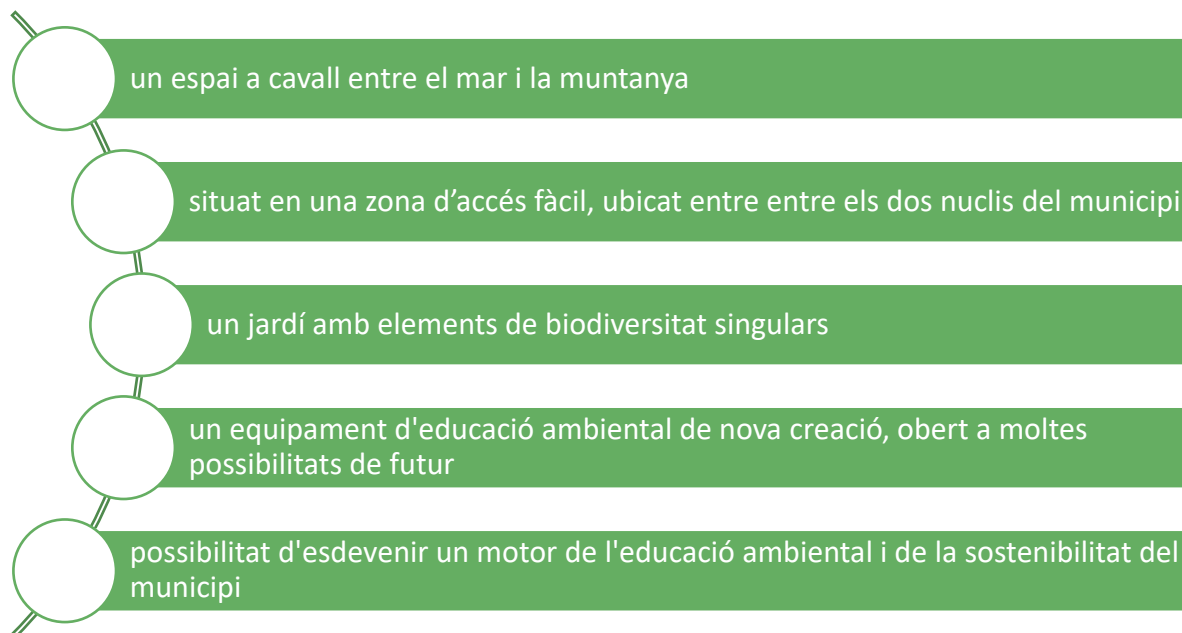 un espai a cavall entre el mar i la muntanya
situat en una zona d’accés fàcil, ubicat entre entre els dos nuclis del municipi
un jardí amb elements de biodiversitat singulars
un equipament d'educació ambiental de nova creació, obert a moltes
possibilitats de futur
possibilitat d'esdevenir un motor de l'educació ambiental i de la sostenibilitat del
municipi